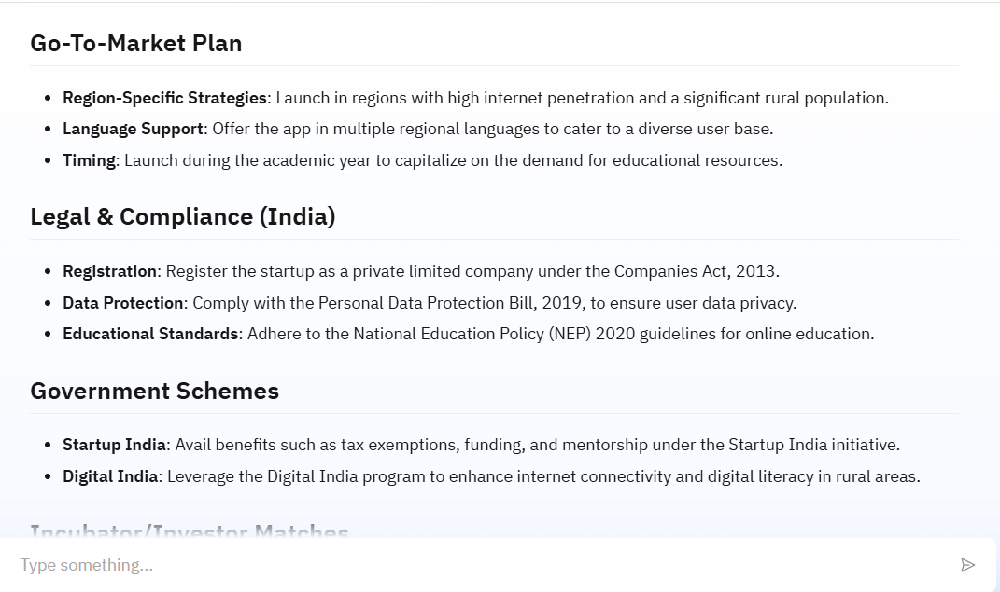 Go-To-Market Plan
Region-Specific Strategies: Launch in regions with high internet penetration and a significant rural population.
Language Support: Offer the app in multiple regional languages to cater to a diverse user base.
Timing: Launch during the academic year to capitalize on the demand for educational resources.
Legal & Compliance (India)
Registration: Register the startup as a private limited company under the Companies Act, 2013.
Data Protection: Comply with the Personal Data Protection Bill, 2019, to ensure user data privacy.
Educational Standards: Adhere to the National Education Policy (NEP) 2020 guidelines for online education.
Government Schemes
Startup India: Avail benefits such as tax exemptions, funding, and mentorship under the Startup India initiative.
Digital India: Leverage the Digital India program to enhance internet connectivity and digital literacy in rural areas.
Incubator/Investor Matches
Type something...